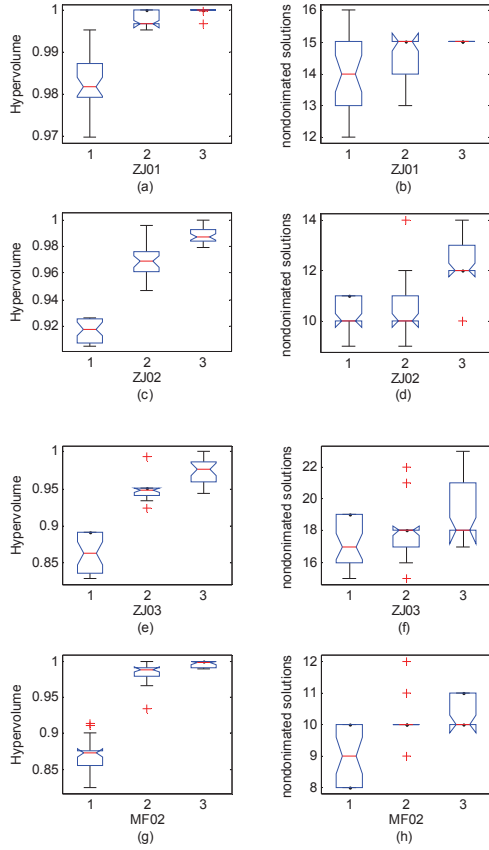 Hypervolume
1
0.99
0.98
0.97
1 2 3
ZJ01
(a)
nondonimated solutions
16
15
14
13
12
1 2 3
ZJ01
(b)
Hypervolume
1
0.98
0.96
0.94
0.92
1 2 3
ZJ02
(c)
nondonimated solutions
14
12
10
1 2 3
ZJ02
(d)
Hypervolume
1
0.95
0.9
0.85
1 2 3
ZJ03
(e)
nondonimated solutions
22
20
18
16
1 2 3
ZJ03
(f)
Hypervolume
1
0.95
0.9
0.85
1 2 3
MF02
(g)
nondonimated solutions
12
11
10
9
8
1 2 3
MF02
(h)